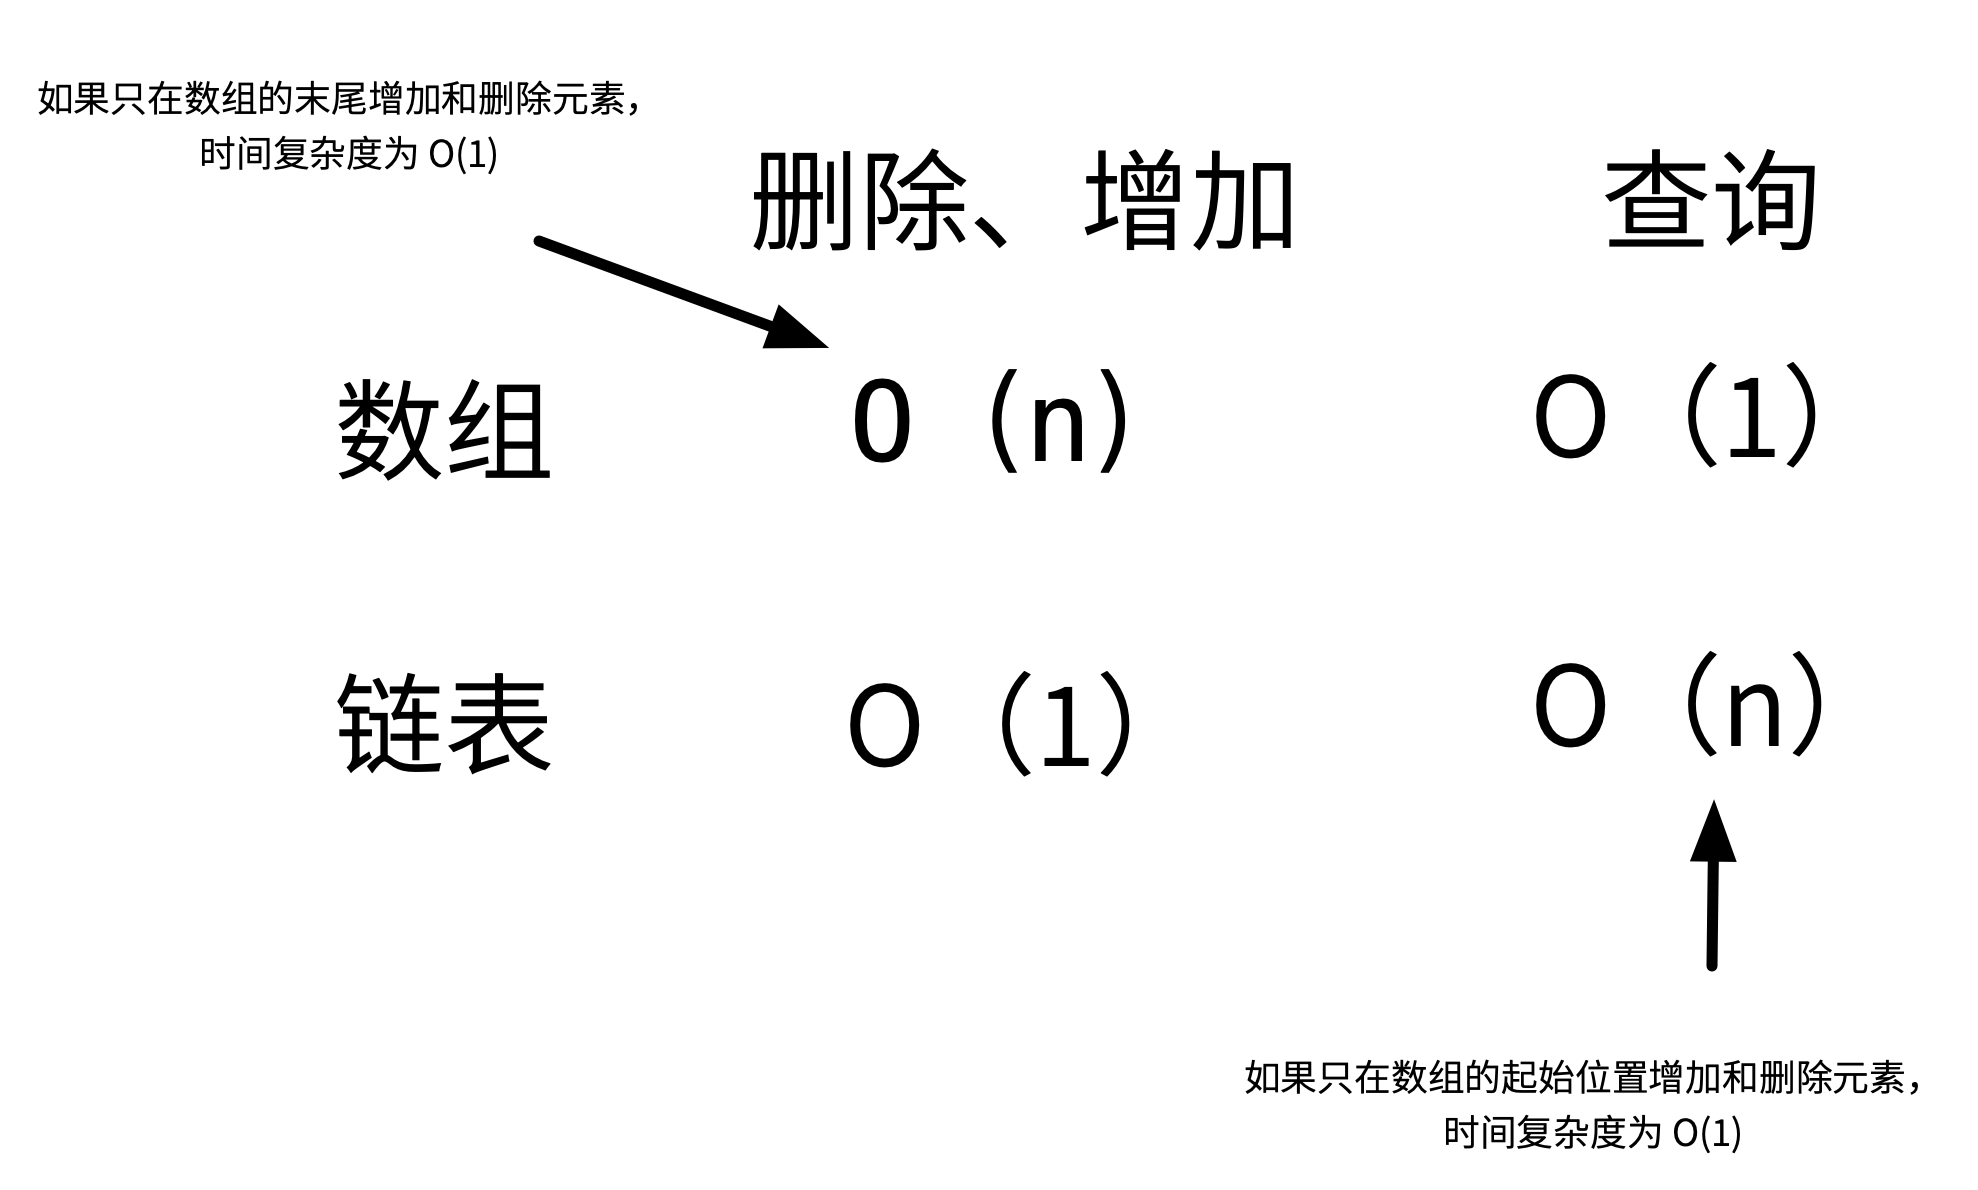 如果只在数组的末尾增加和删除元素，
时间复杂度为 O(1)
删除、增加 查询
数组 0（n） O（1）
链表 O（1） O（n）
如果只在数组的起始位置增加和删除元素，
时间复杂度为 O(1)